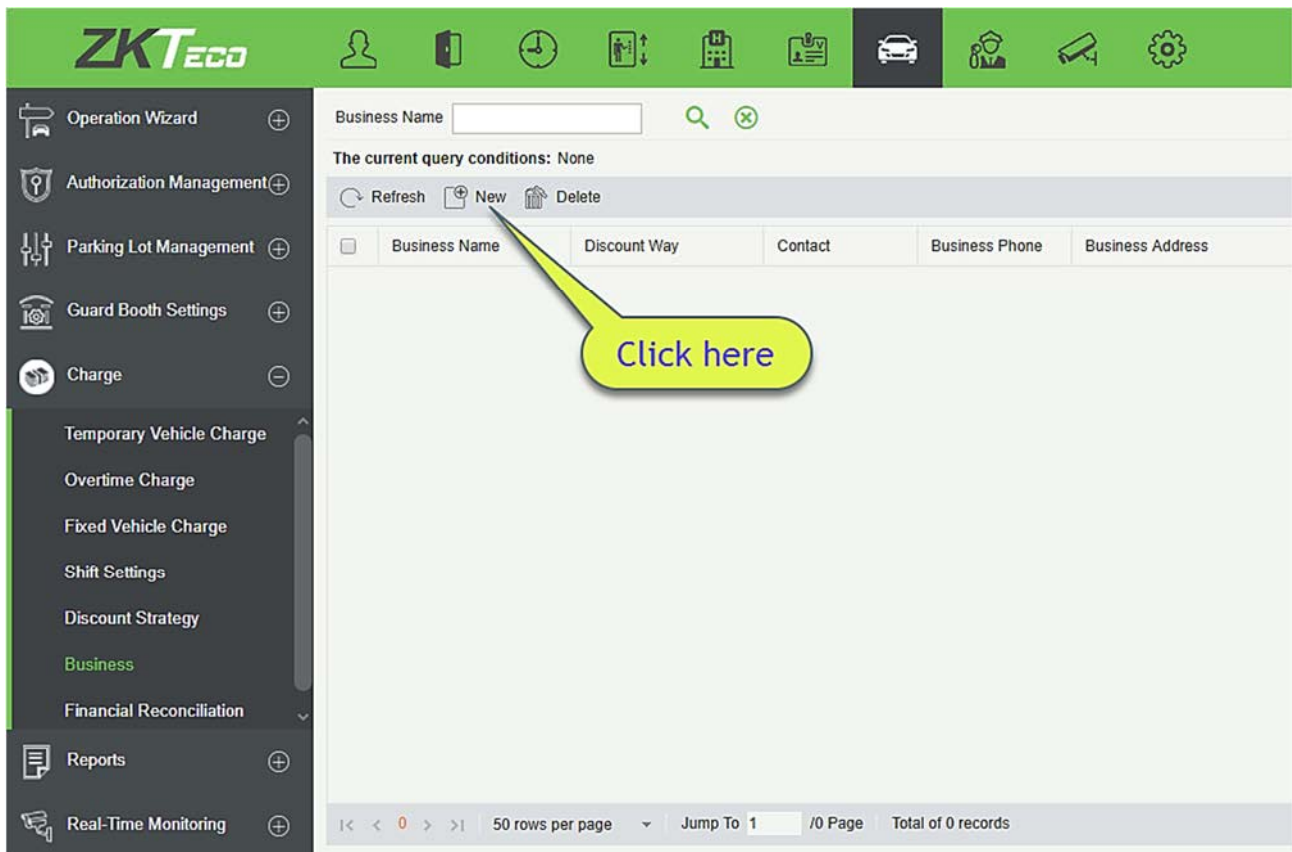 ZKTECO
Operation Wizard
Authorization Management
Parking Lot Management
Guard Booth Settings
Charge
Temporary Vehicle Charge
Overtime Charge
Fixed Vehicle Charge
Shift Settings
Discount Strategy
Business
Financial Reconciliation
Reports
Real-Time Monitoring
Business Name
The current query conditions: None
Refresh New Delete
Business Name Discount Way Contact Business Phone Business Address
Click here
|< < 0 > >| 50 rows per page Jump To 1 /0 Page Total of 0 records